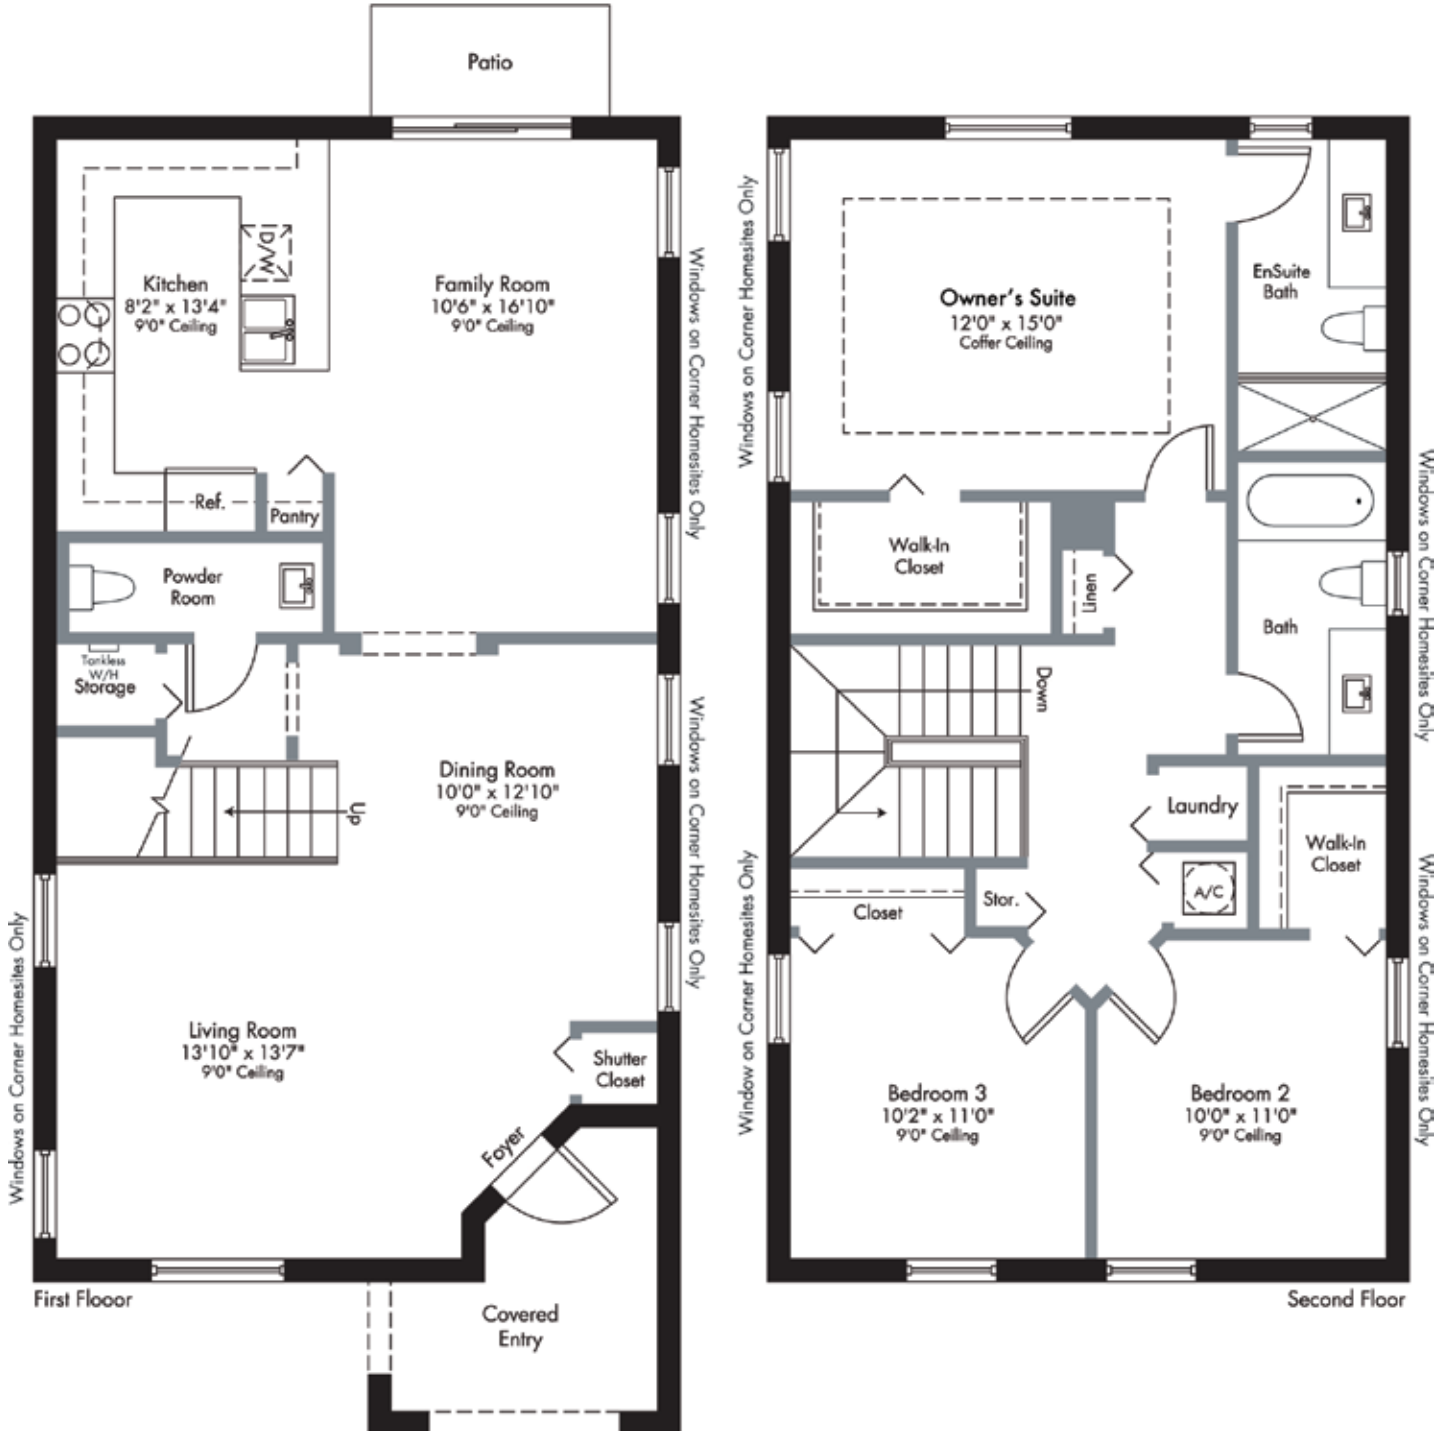 Patio
Kitchen
8'2" x 13'4"
9'0" Ceiling
D/W
Family Room
10'6" x 16'10"
9'0" Ceiling
Windows on Corner Homesites Only
Ref.
Pantry
Powder
Room
Tankless
W/H
Storage
Up
Dining Room
10'0" x 12'10"
9'0" Ceiling
Windows on Corner Homesites Only
Windows on Corner Homesites Only
Living Room
13'10" x 13'7"
9'0" Ceiling
Shutter
Closet
Foyer
Covered
Entry
First Flooor
Windows on Corner Homesites Only
Owner's Suite
12'0" x 15'0"
Coffer Ceiling
EnSuite
Bath
Walk-In
Closet
Linen
Bath
Windows on Corner Homesites Only
Down
Laundry
A/C
Walk-In
Closet
Stor.
Closet
Window on Corner Homesites Only
Windows on Corner Homesites Only
Bedroom 3
10'2" x 11'0"
9'0" Ceiling
Bedroom 2
10'0" x 11'0"
9'0" Ceiling
Second Floor